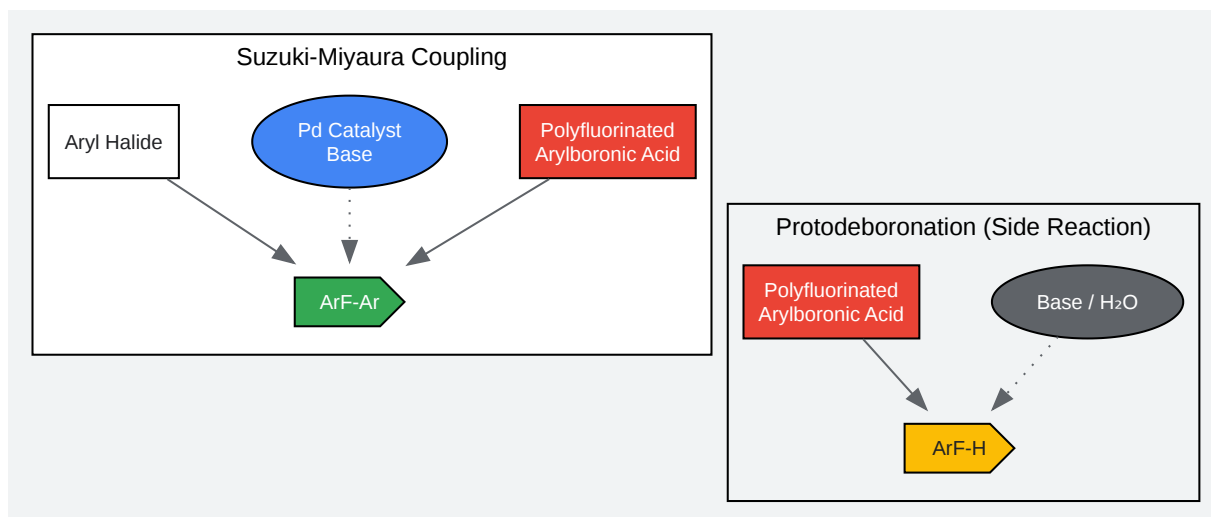 Suzuki-Miyaura Coupling
Aryl Halide
Pd Catalyst
Base
Polyfluorinated
Arylboronic Acid
ArF-Ar
Protodeboronation (Side Reaction)
Polyfluorinated
Arylboronic Acid
Base / H₂O
ArF-H